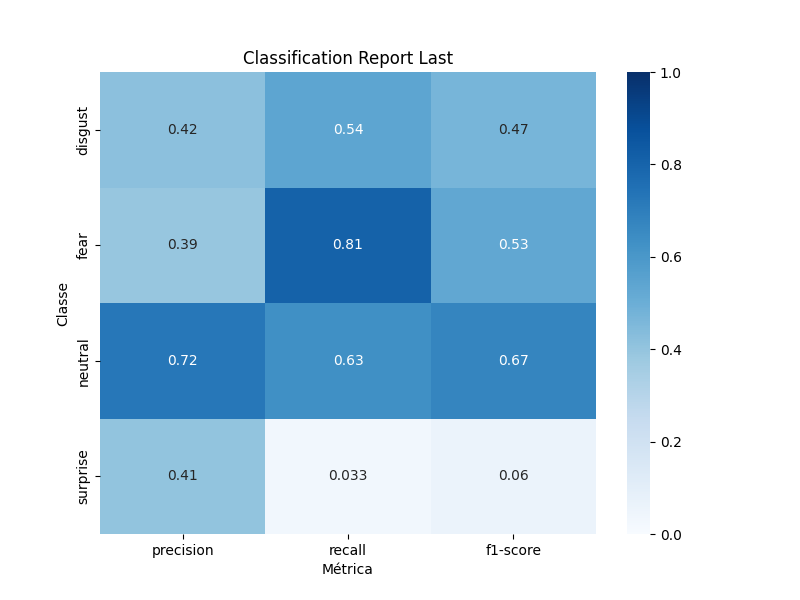 Classification Report Last
Classe
disgust 0.42 0.54 0.47
fear 0.39 0.81 0.53
neutral 0.72 0.63 0.67
surprise 0.41 0.033 0.06
precision recall f1-score
Métrica
1.0
0.8
0.6
0.4
0.2
0.0